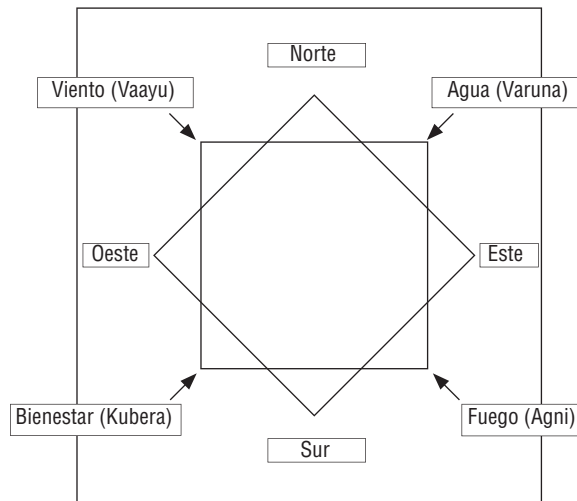 Norte
Viento (Vaayu)
Agua (Varuna)
Oeste
Este
Bienestar (Kubera)
Fuego (Agni)
Sur